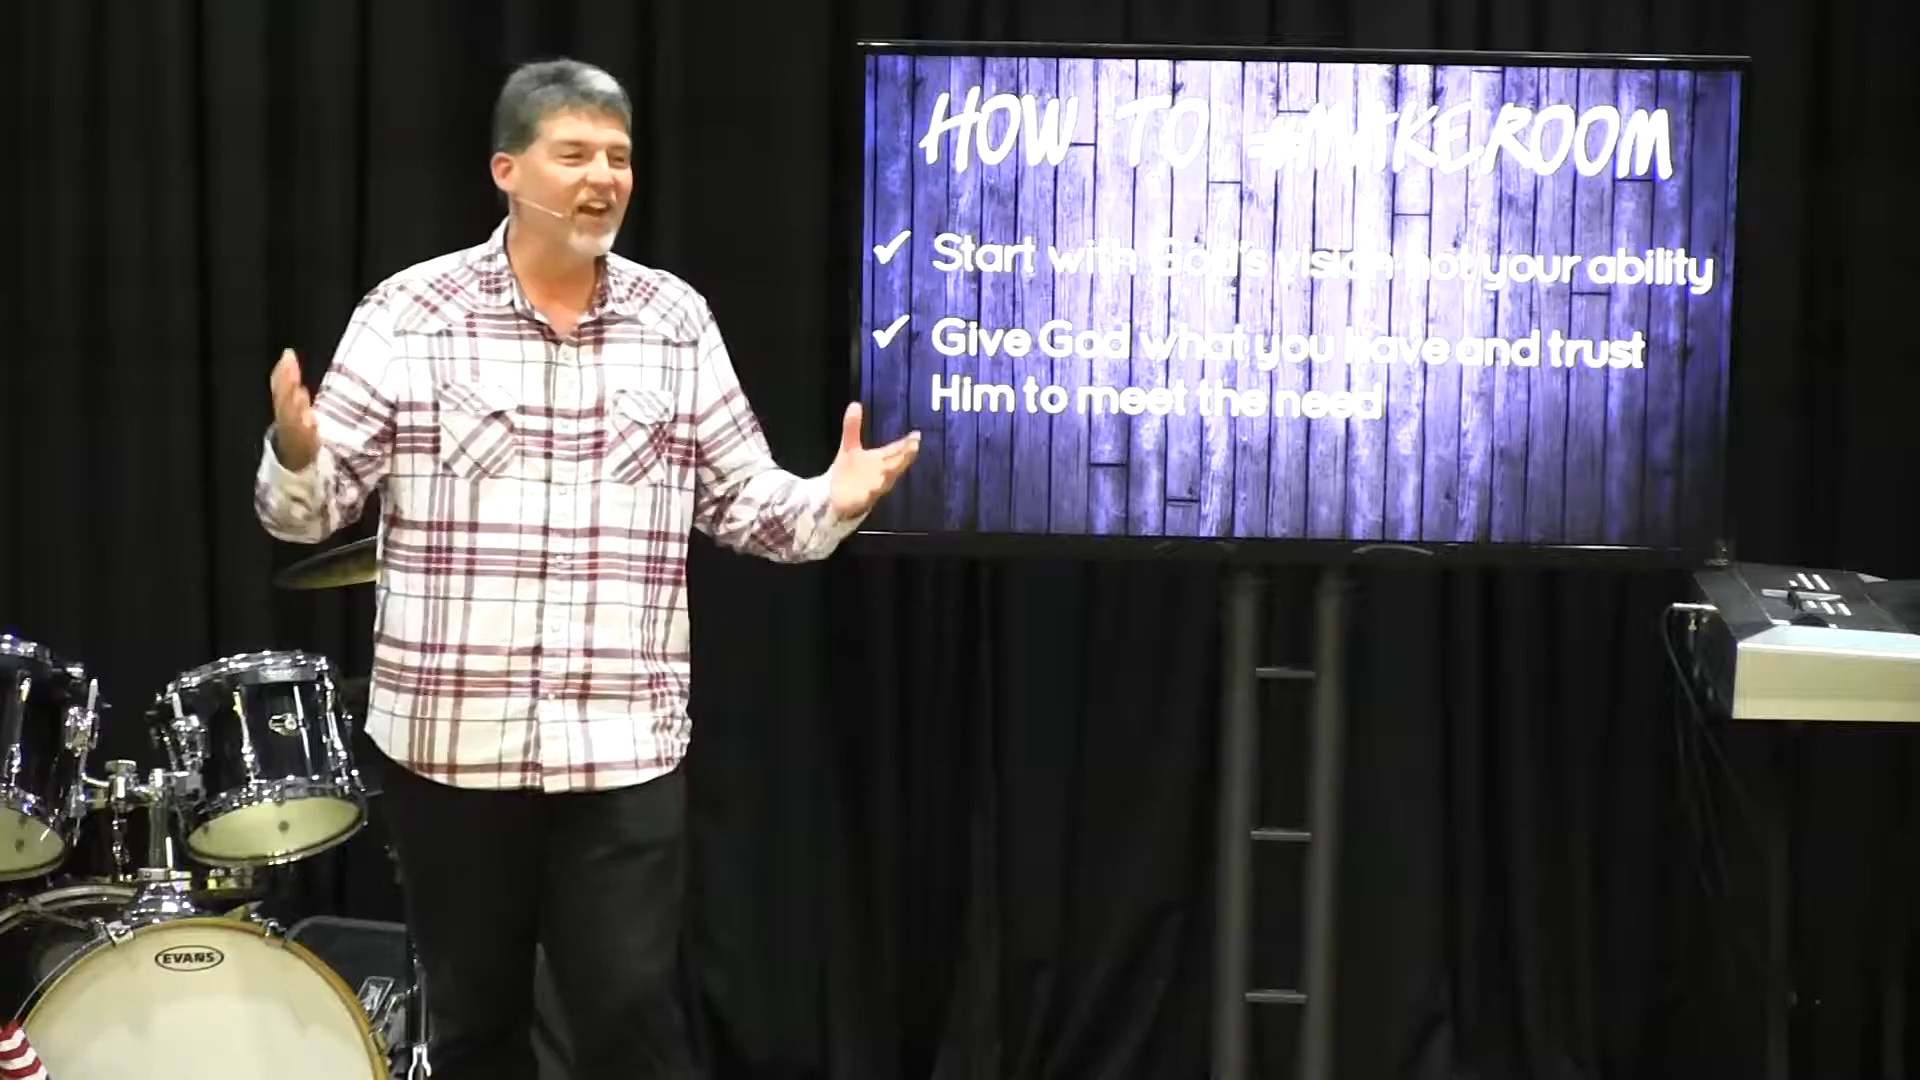 HOW TO #MAKEROOM
✓ Start with God's vision not your ability
✓ Give God what you have and trust
Him to meet the need
EVANS